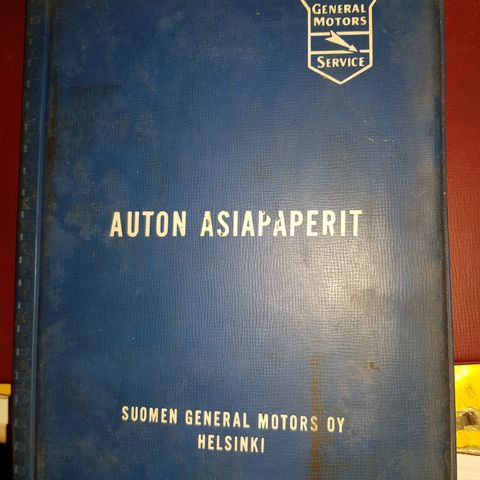 GENERAL
MOTORS
SERVICE
AUTON ASIAPAPERIT
SUOMEN GENERAL MOTORS OY
HELSINKI